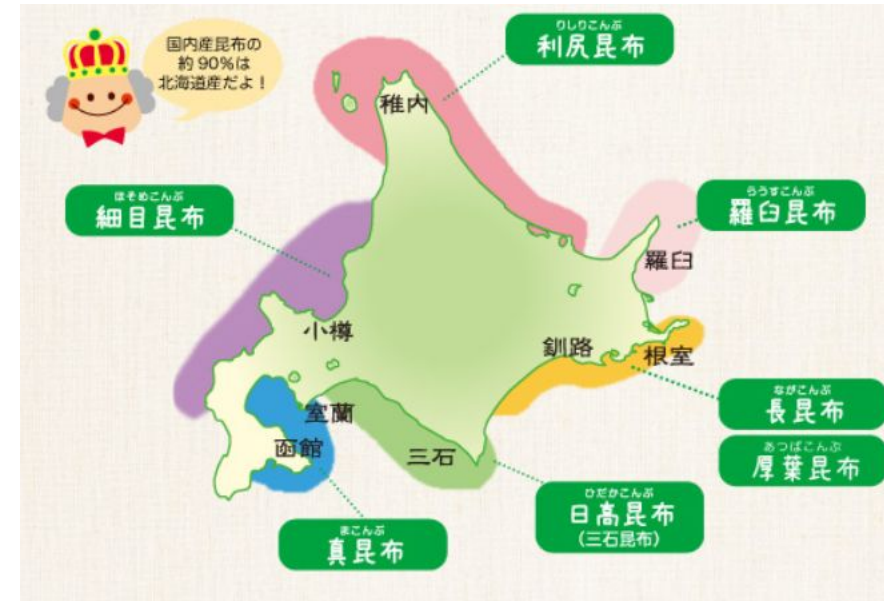 国内産昆布の
約90%は
北海道産だよ!
りしりこんぶ
利尻昆布
稚内
ほそめこんぶ
細目昆布
らうすこんぶ
羅臼昆布
羅臼
小樽
釧路
根室
ながこんぶ
長昆布
あつばこんぶ
厚葉昆布
室蘭
函館
三石
ひだかこんぶ
日高昆布
(三石昆布)
まこんぶ
真昆布